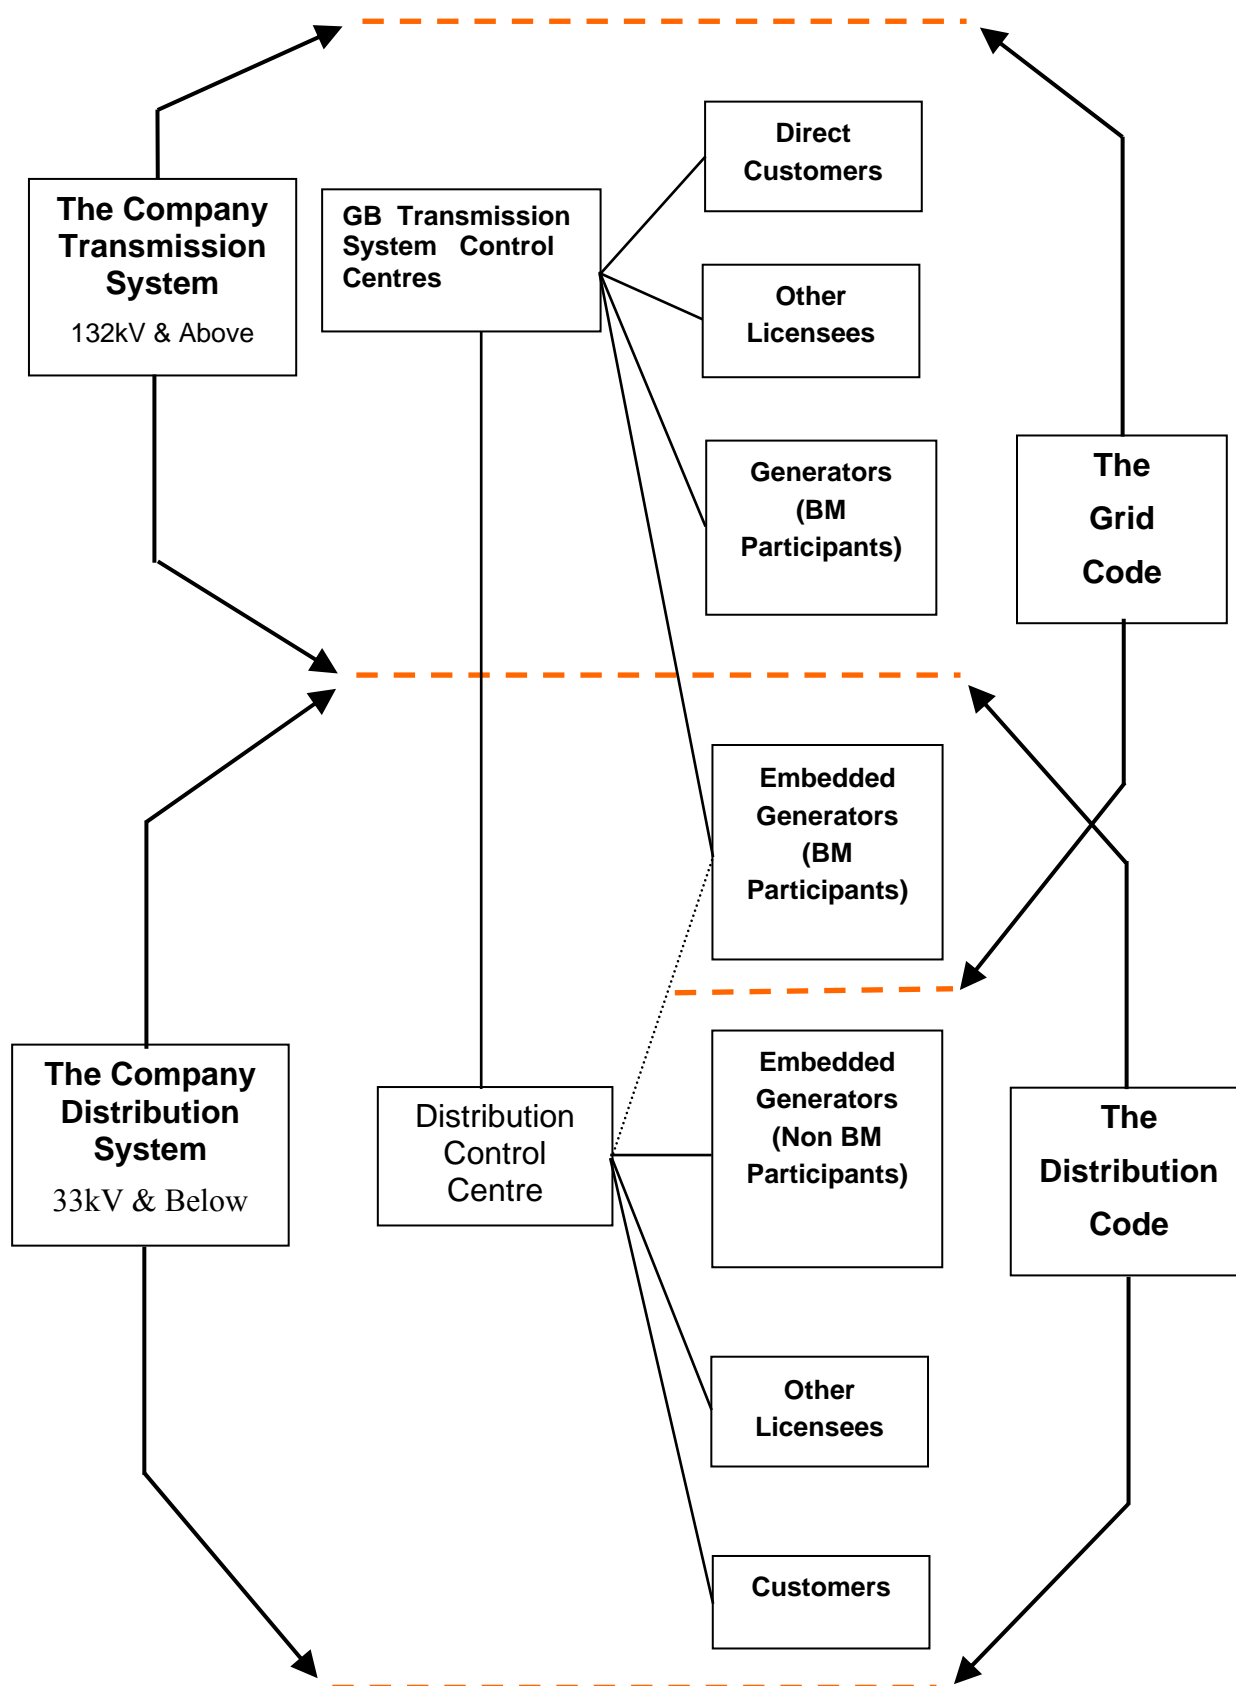 The Company
Transmission
System
132kV & Above
GB Transmission
System Control
Centres
Direct
Customers
Other
Licensees
Generators
(BM
Participants)
The
Grid
Code
Embedded
Generators
(BM
Participants)
The Company
Distribution
System
33kV & Below
Distribution
Control
Centre
Embedded
Generators
(Non BM
Participants)
The
Distribution
Code
Other
Licensees
Customers